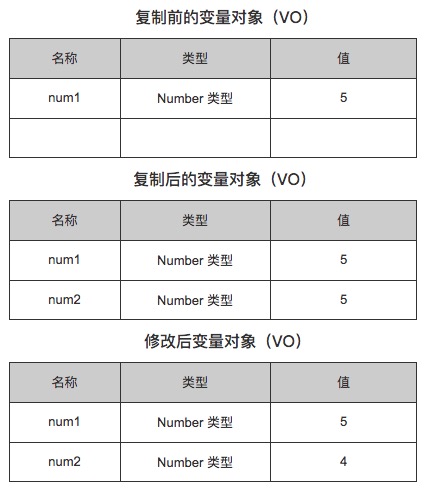 复制前的变量对象（VO）
名称 类型 值
num1 Number 类型 5
复制后的变量对象（VO）
名称 类型 值
num1 Number 类型 5
num2 Number 类型 5
修改后变量对象（VO）
名称 类型 值
num1 Number 类型 5
num2 Number 类型 4